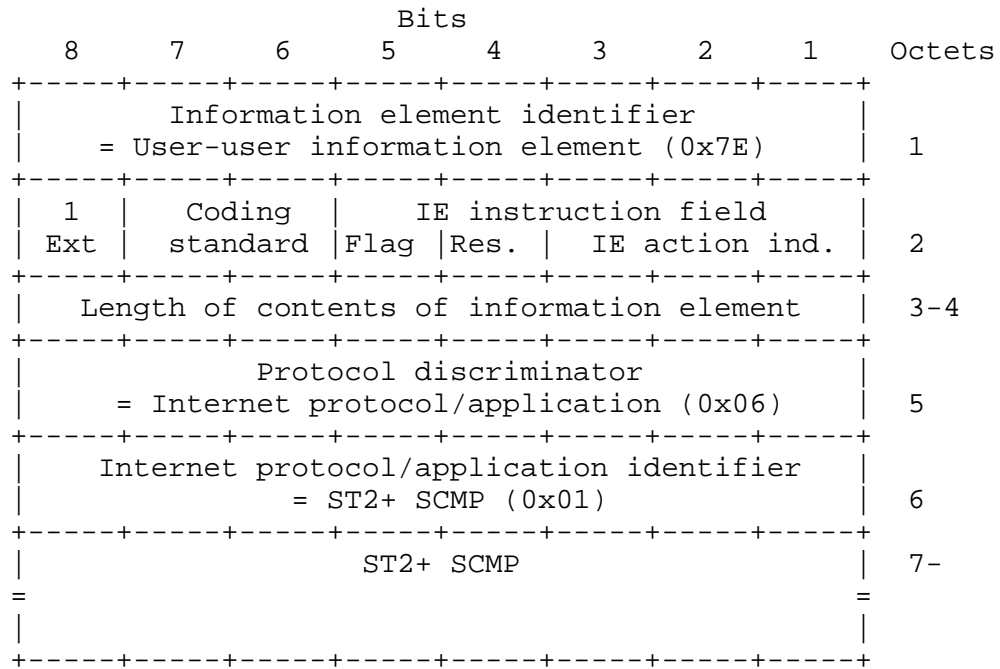 Bits
   8     7     6     5     4     3     2     1   Octets
+-----+-----+-----+-----+-----+-----+-----+-----+
|        Information element identifier         |
|    = User-user information element (0x7E)     |  1
+-----+-----+-----+-----+-----+-----+-----+-----+
|  1  |   Coding  |    IE instruction field     |
| Ext |  standard |Flag |Res. |  IE action ind. |  2
+-----+-----+-----+-----+-----+-----+-----+-----+
|   Length of contents of information element   |  3-4
+-----+-----+-----+-----+-----+-----+-----+-----+
|             Protocol discriminator            |
|     = Internet protocol/application (0x06)    |  5
+-----+-----+-----+-----+-----+-----+-----+-----+
|    Internet protocol/application identifier   |
|               = ST2+ SCMP (0x01)              |  6
+-----+-----+-----+-----+-----+-----+-----+-----+
|                   ST2+ SCMP                   |  7-
=                                               =
|                                               |
+-----+-----+-----+-----+-----+-----+-----+-----+